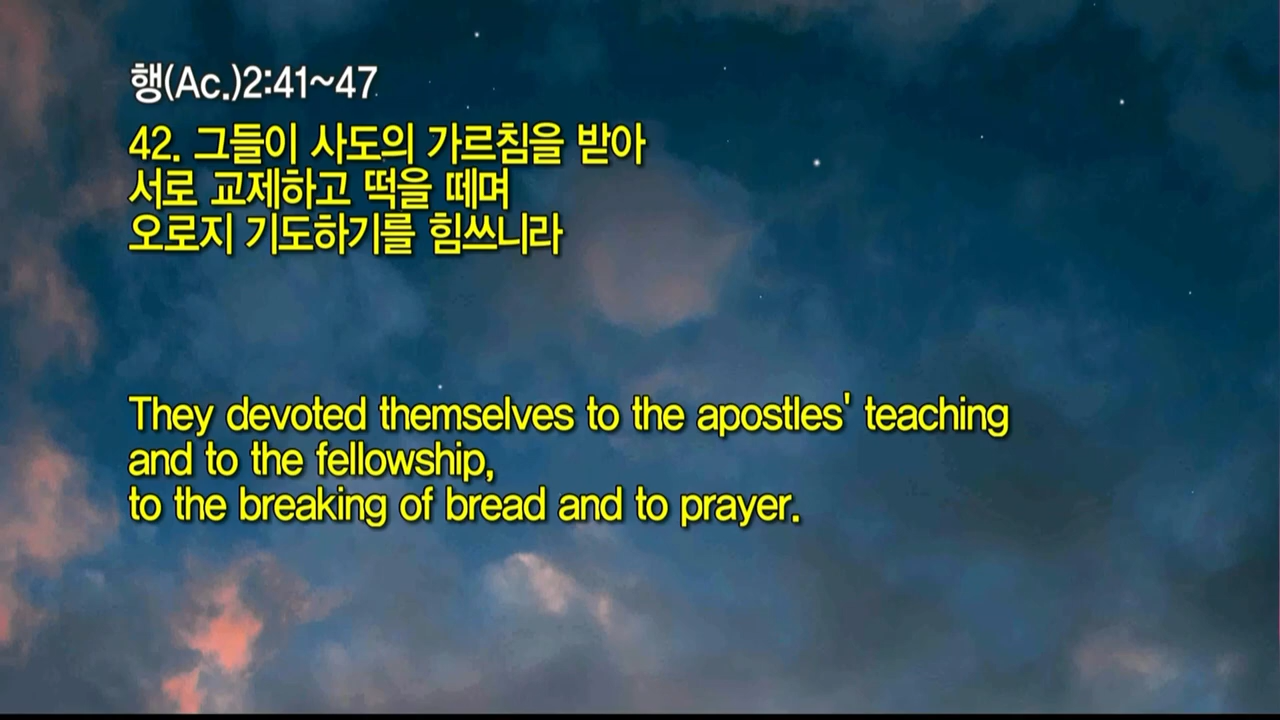 행(Ac.)2:41~47
42. 그들이 사도의 가르침을 받아
서로 교제하고 떡을 떼며
오로지 기도하기를 힘쓰니라
They devoted themselves to the apostles' teaching
and to the fellowship,
to the breaking of bread and to prayer.